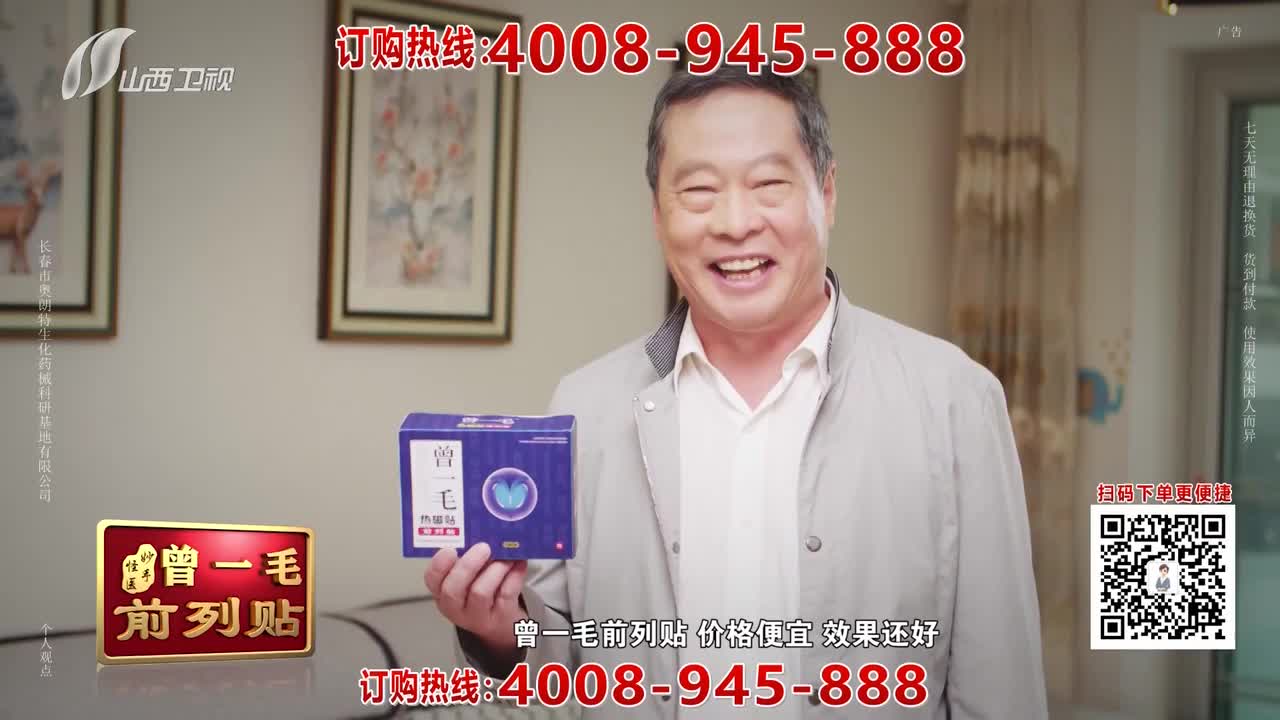 订购热线:4008-945-888
广告
山西卫视
七天无理由退换货 货到付款 使用效果因人而异
长春市奥朗特生化药械科研基地有限公司
曾一毛
热磁贴
前列贴
扫码下单更便捷
妙手怪医
曾一毛
前列贴
个人观点
曾一毛前列贴 价格便宜 效果还好
订购热线:4008-945-888